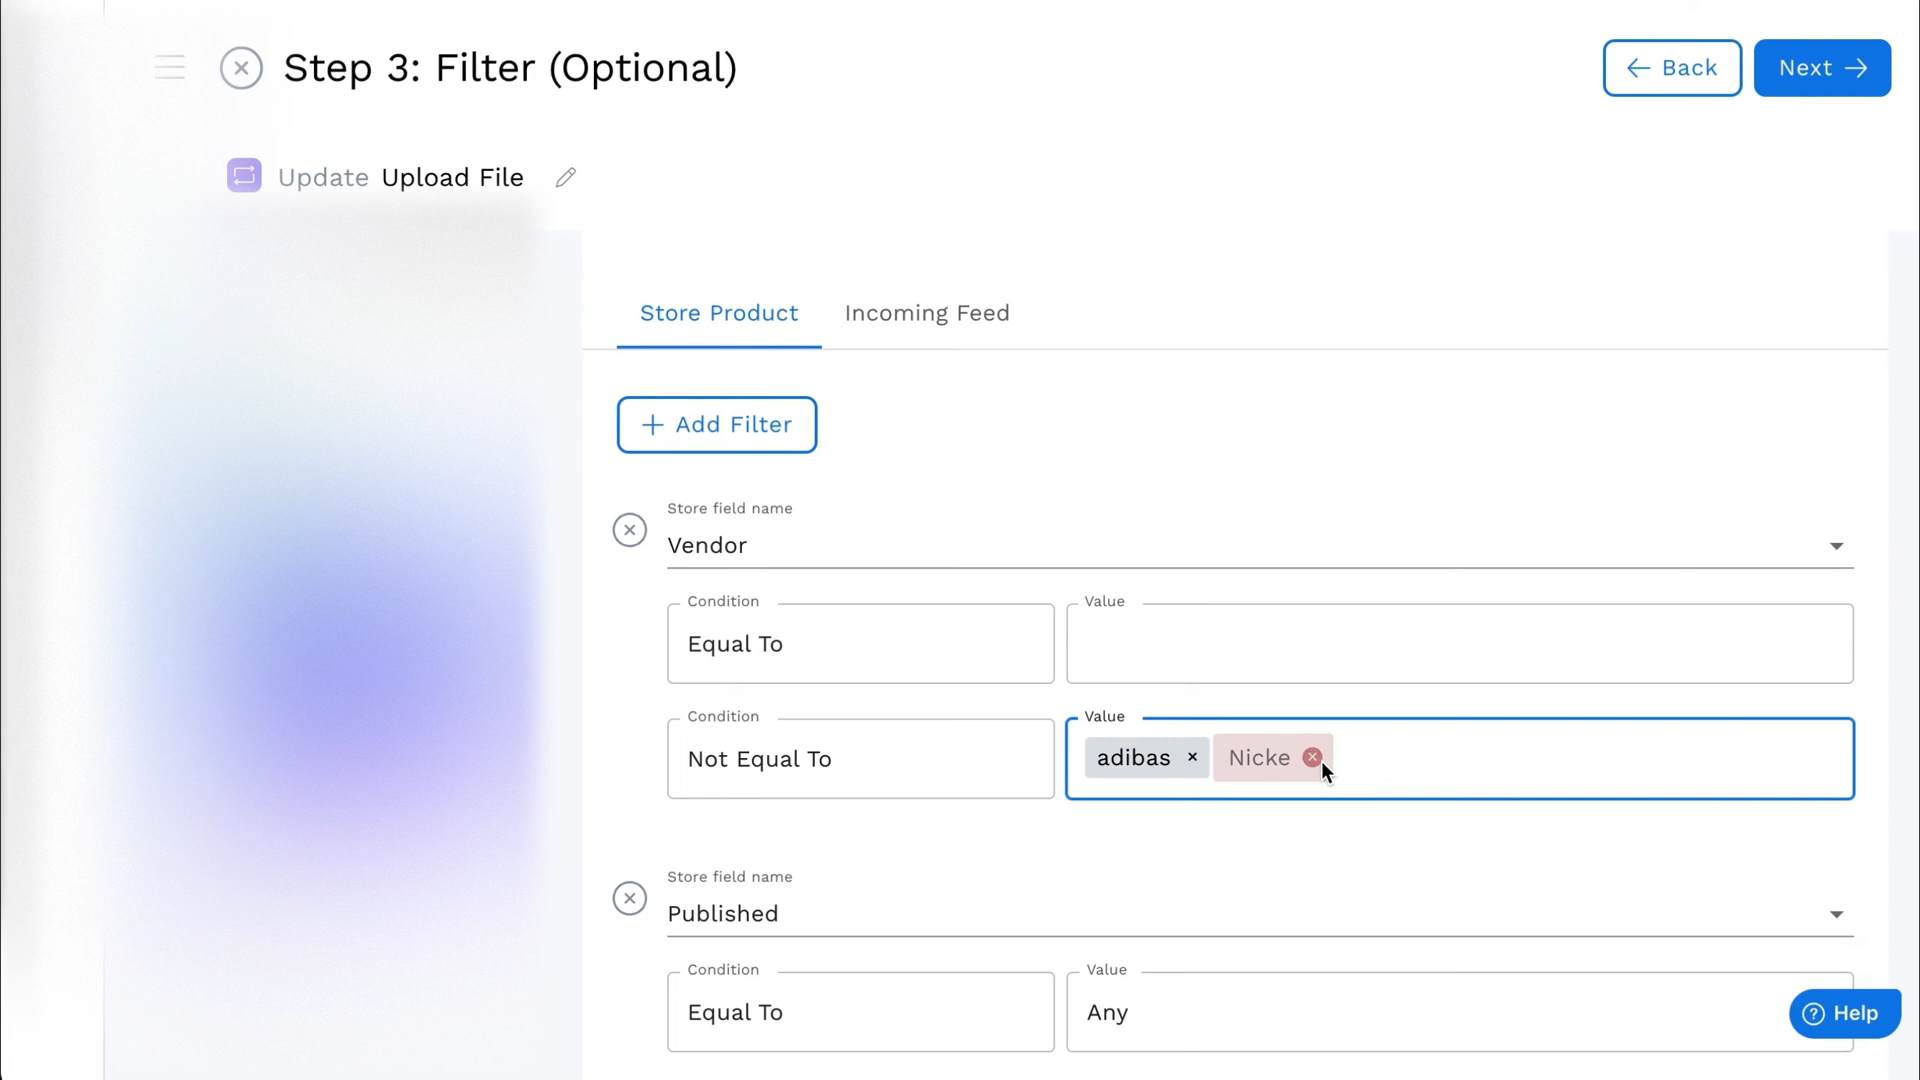 Step 3: Filter (Optional)
Back
Next
Update Upload File
Store Product
Incoming Feed
Add Filter
Store field name
Vendor
Condition
Equal To
Value
Condition
Not Equal To
Value
adibas ×
Nicke
Store field name
Published
Condition
Equal To
Value
Any
Help